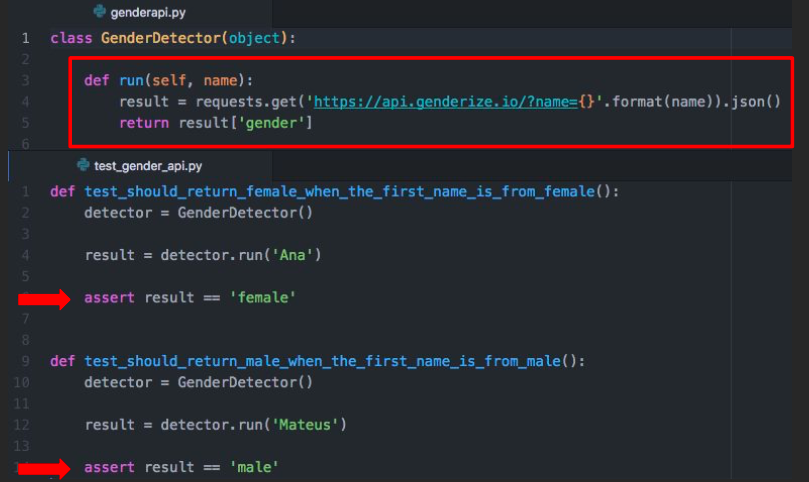 genderapi.py
1 class GenderDetector(object):
2
3 def run(self, name):
4 result = requests.get('https://api.genderize.io/?name={}'.format(name)).json()
5 return result['gender']
6
test_gender_api.py
1 def test_should_return_female_when_the_first_name_is_from_female():
2 detector = GenderDetector()
3
4 result = detector.run('Ana')
5
assert result == 'female'
7
8
9 def test_should_return_male_when_the_first_name_is_from_male():
10 detector = GenderDetector()
11
12 result = detector.run('Mateus')
13
assert result == 'male'